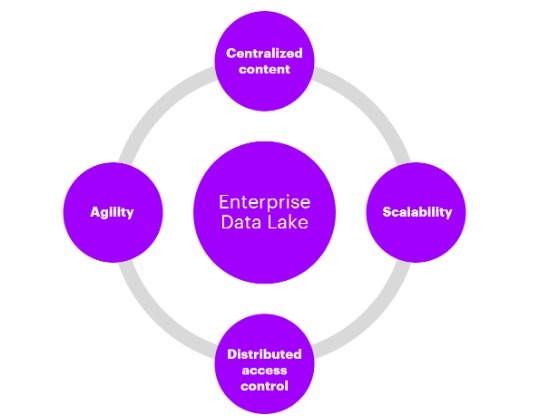 Centralized
content
Agility
Enterprise
Data Lake
Scalability
Distributed
access
control